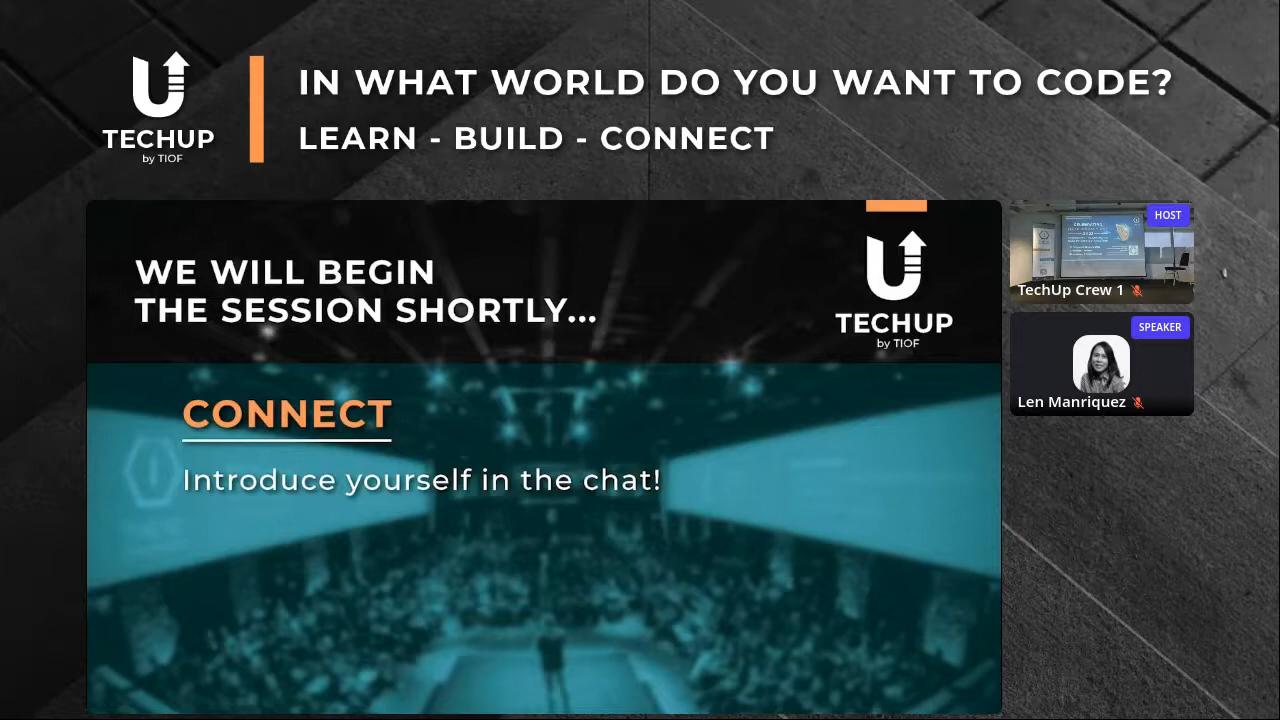 TECHUP
by TIOF
IN WHAT WORLD DO YOU WANT TO CODE?
LEARN - BUILD - CONNECT
WE WILL BEGIN
THE SESSION SHORTLY...
TECHUP
by TIOF
CONNECT
Introduce yourself in the chat!
HOST
TechUp Crew 1
SPEAKER
Len Manriquez